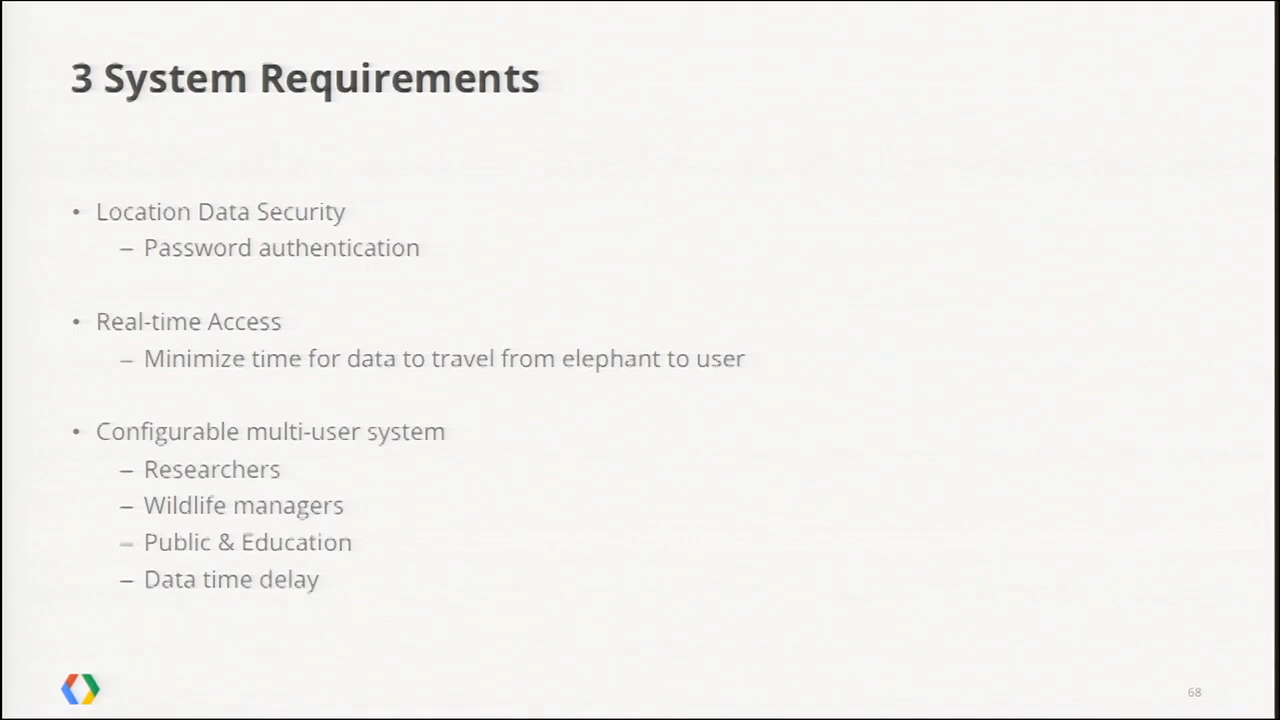 3 System Requirements
• Location Data Security
– Password authentication
• Real-time Access
– Minimize time for data to travel from elephant to user
• Configurable multi-user system
– Researchers
– Wildlife managers
– Public & Education
– Data time delay
68